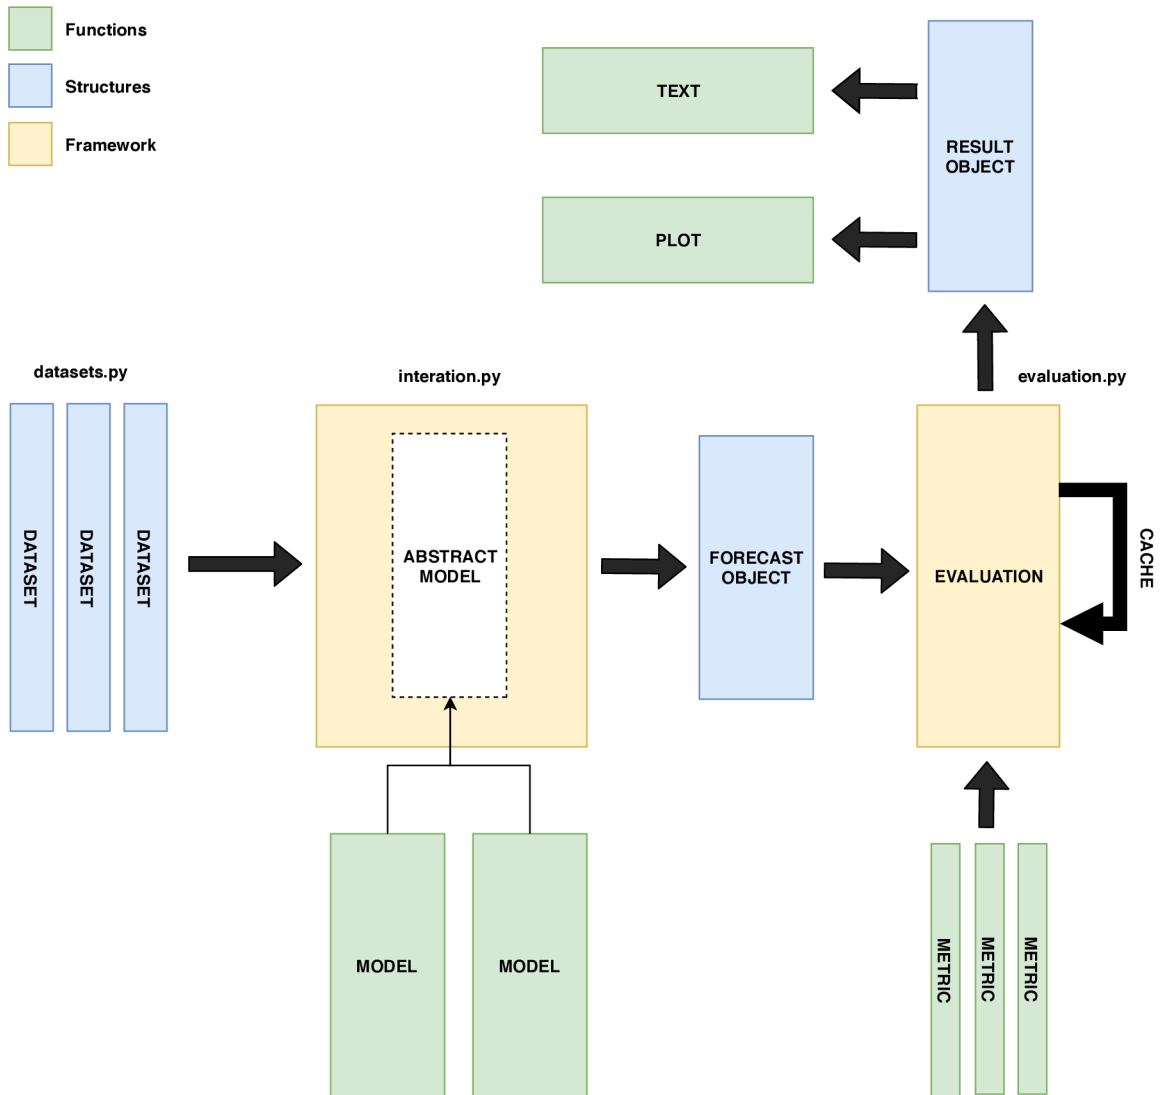 Functions
Structures
Framework
TEXT
PLOT
RESULT
OBJECT
datasets.py
interation.py
evaluation.py
DATASET
DATASET
DATASET
ABSTRACT
MODEL
FORECAST
OBJECT
EVALUATION
CACHE
MODEL
MODEL
METRIC
METRIC
METRIC